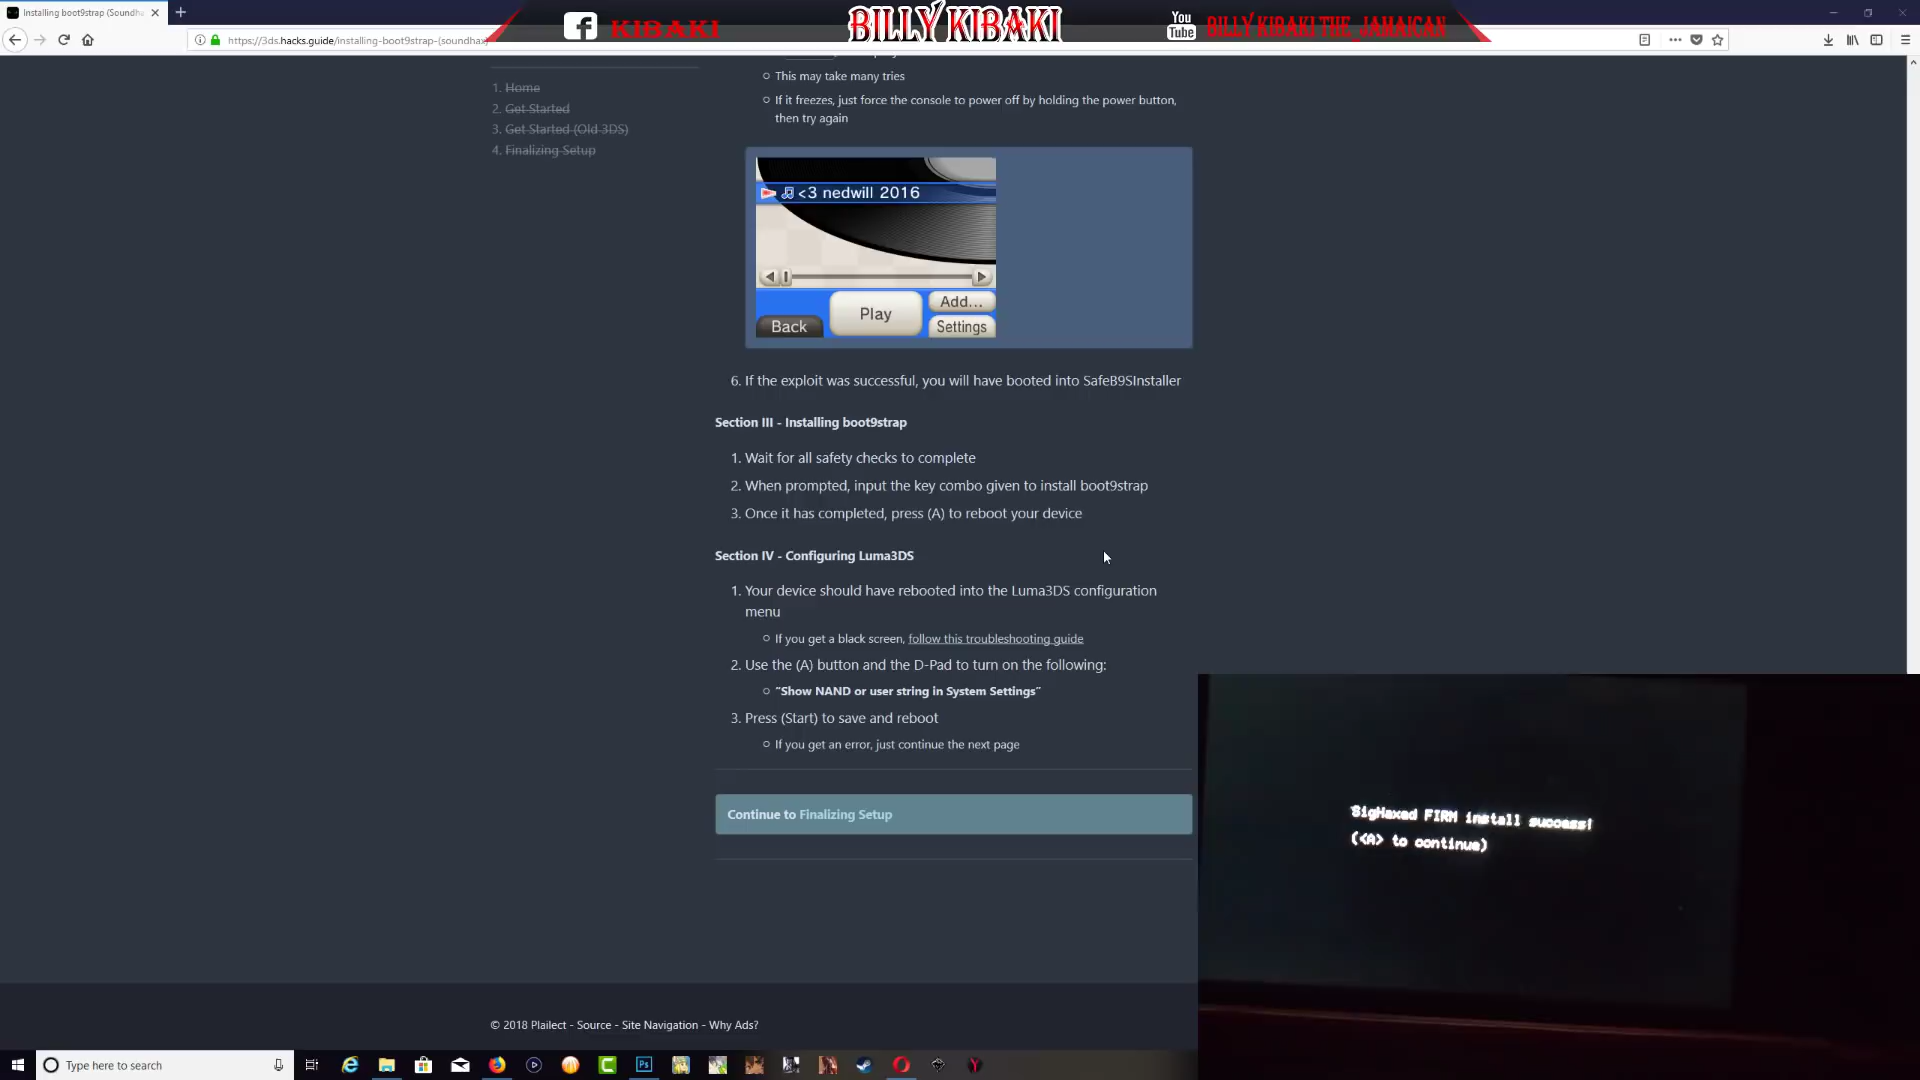 Installing boot9strap (Soundha
KIBAKI
BILLY KIBAKI
You
Tube
BILLY KIBAKI THE_JAMAICAN
https://3ds.hacks.guide/installing-boot9strap-(soundhax
1. Home
2. Get Started
3. Get Started (Old 3DS)
4. Finalizing Setup
This may take many tries
If it freezes, just force the console to power off by holding the power button,
then try again
<3 nedwill 2016
Play
Add...
Back
Settings
6. If the exploit was successful, you will have booted into SafeB9SInstaller
Section III - Installing boot9strap
1. Wait for all safety checks to complete
2. When prompted, input the key combo given to install boot9strap
3. Once it has completed, press (A) to reboot your device
Section IV - Configuring Luma3DS
1. Your device should have rebooted into the Luma3DS configuration
menu
If you get a black screen, follow this troubleshooting guide
2. Use the (A) button and the D-Pad to turn on the following:
“Show NAND or user string in System Settings”
3. Press (Start) to save and reboot
If you get an error, just continue the next page
Continue to Finalizing Setup
SigHaxed FIRM install success!
(<A> to continue)
© 2018 Plailect - Source - Site Navigation - Why Ads?
Type here to search
Ps